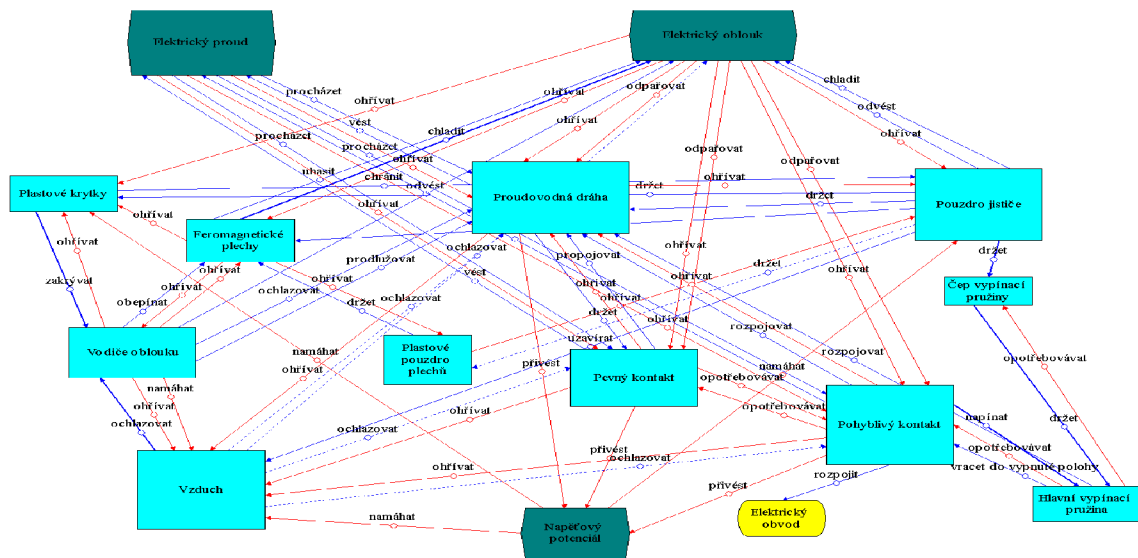 Elektrický proud
Elektrický oblouk
procházet
ohřívat
odpařovat
chladit
vést
ohřívat
chladit
ohřívat
odvést
procházet
procházet
ohřívat
odpařovat
odpařovat
uhasit
ohřívat
Plastové krytky
chránit
odvést
Proudovodná dráha
držet
ohřívat
Pouzdro jističe
ohřívat
ohřívat
držet
Feromagnetické
plechy
ochlazovat
propojovat
ohřívat
ohřívat
držet
ohřívat
prodlužovat
vést
držet
zakrývat
ohřívat
ochlazovat
ochlazovat
ohřívat
ohřívat
Čep vypínací
pružiny
obepínat
ohřívat
držet
držet
ohřívat
rozpojovat
Vodiče oblouku
namáhat
uzavírat
Plastové
pouzdro
plechů
přivést
Pevný kontakt
namáhat
rozpojovat
opotřebovávat
ohřívat
namáhat
opotřebovávat
ohřívat
ochlazovat
ohřívat
opotřebovávat
Pohyblivý kontakt
napínat
držet
přivést
ochlazovat
opotřebovávat
ochlazovat
ohřívat
vracet do vypnuté polohy
Vzduch
rozpojit
přivést
Hlavní vypínací
pružina
namáhat
Napěťový
potenciál
Elektrický
obvod